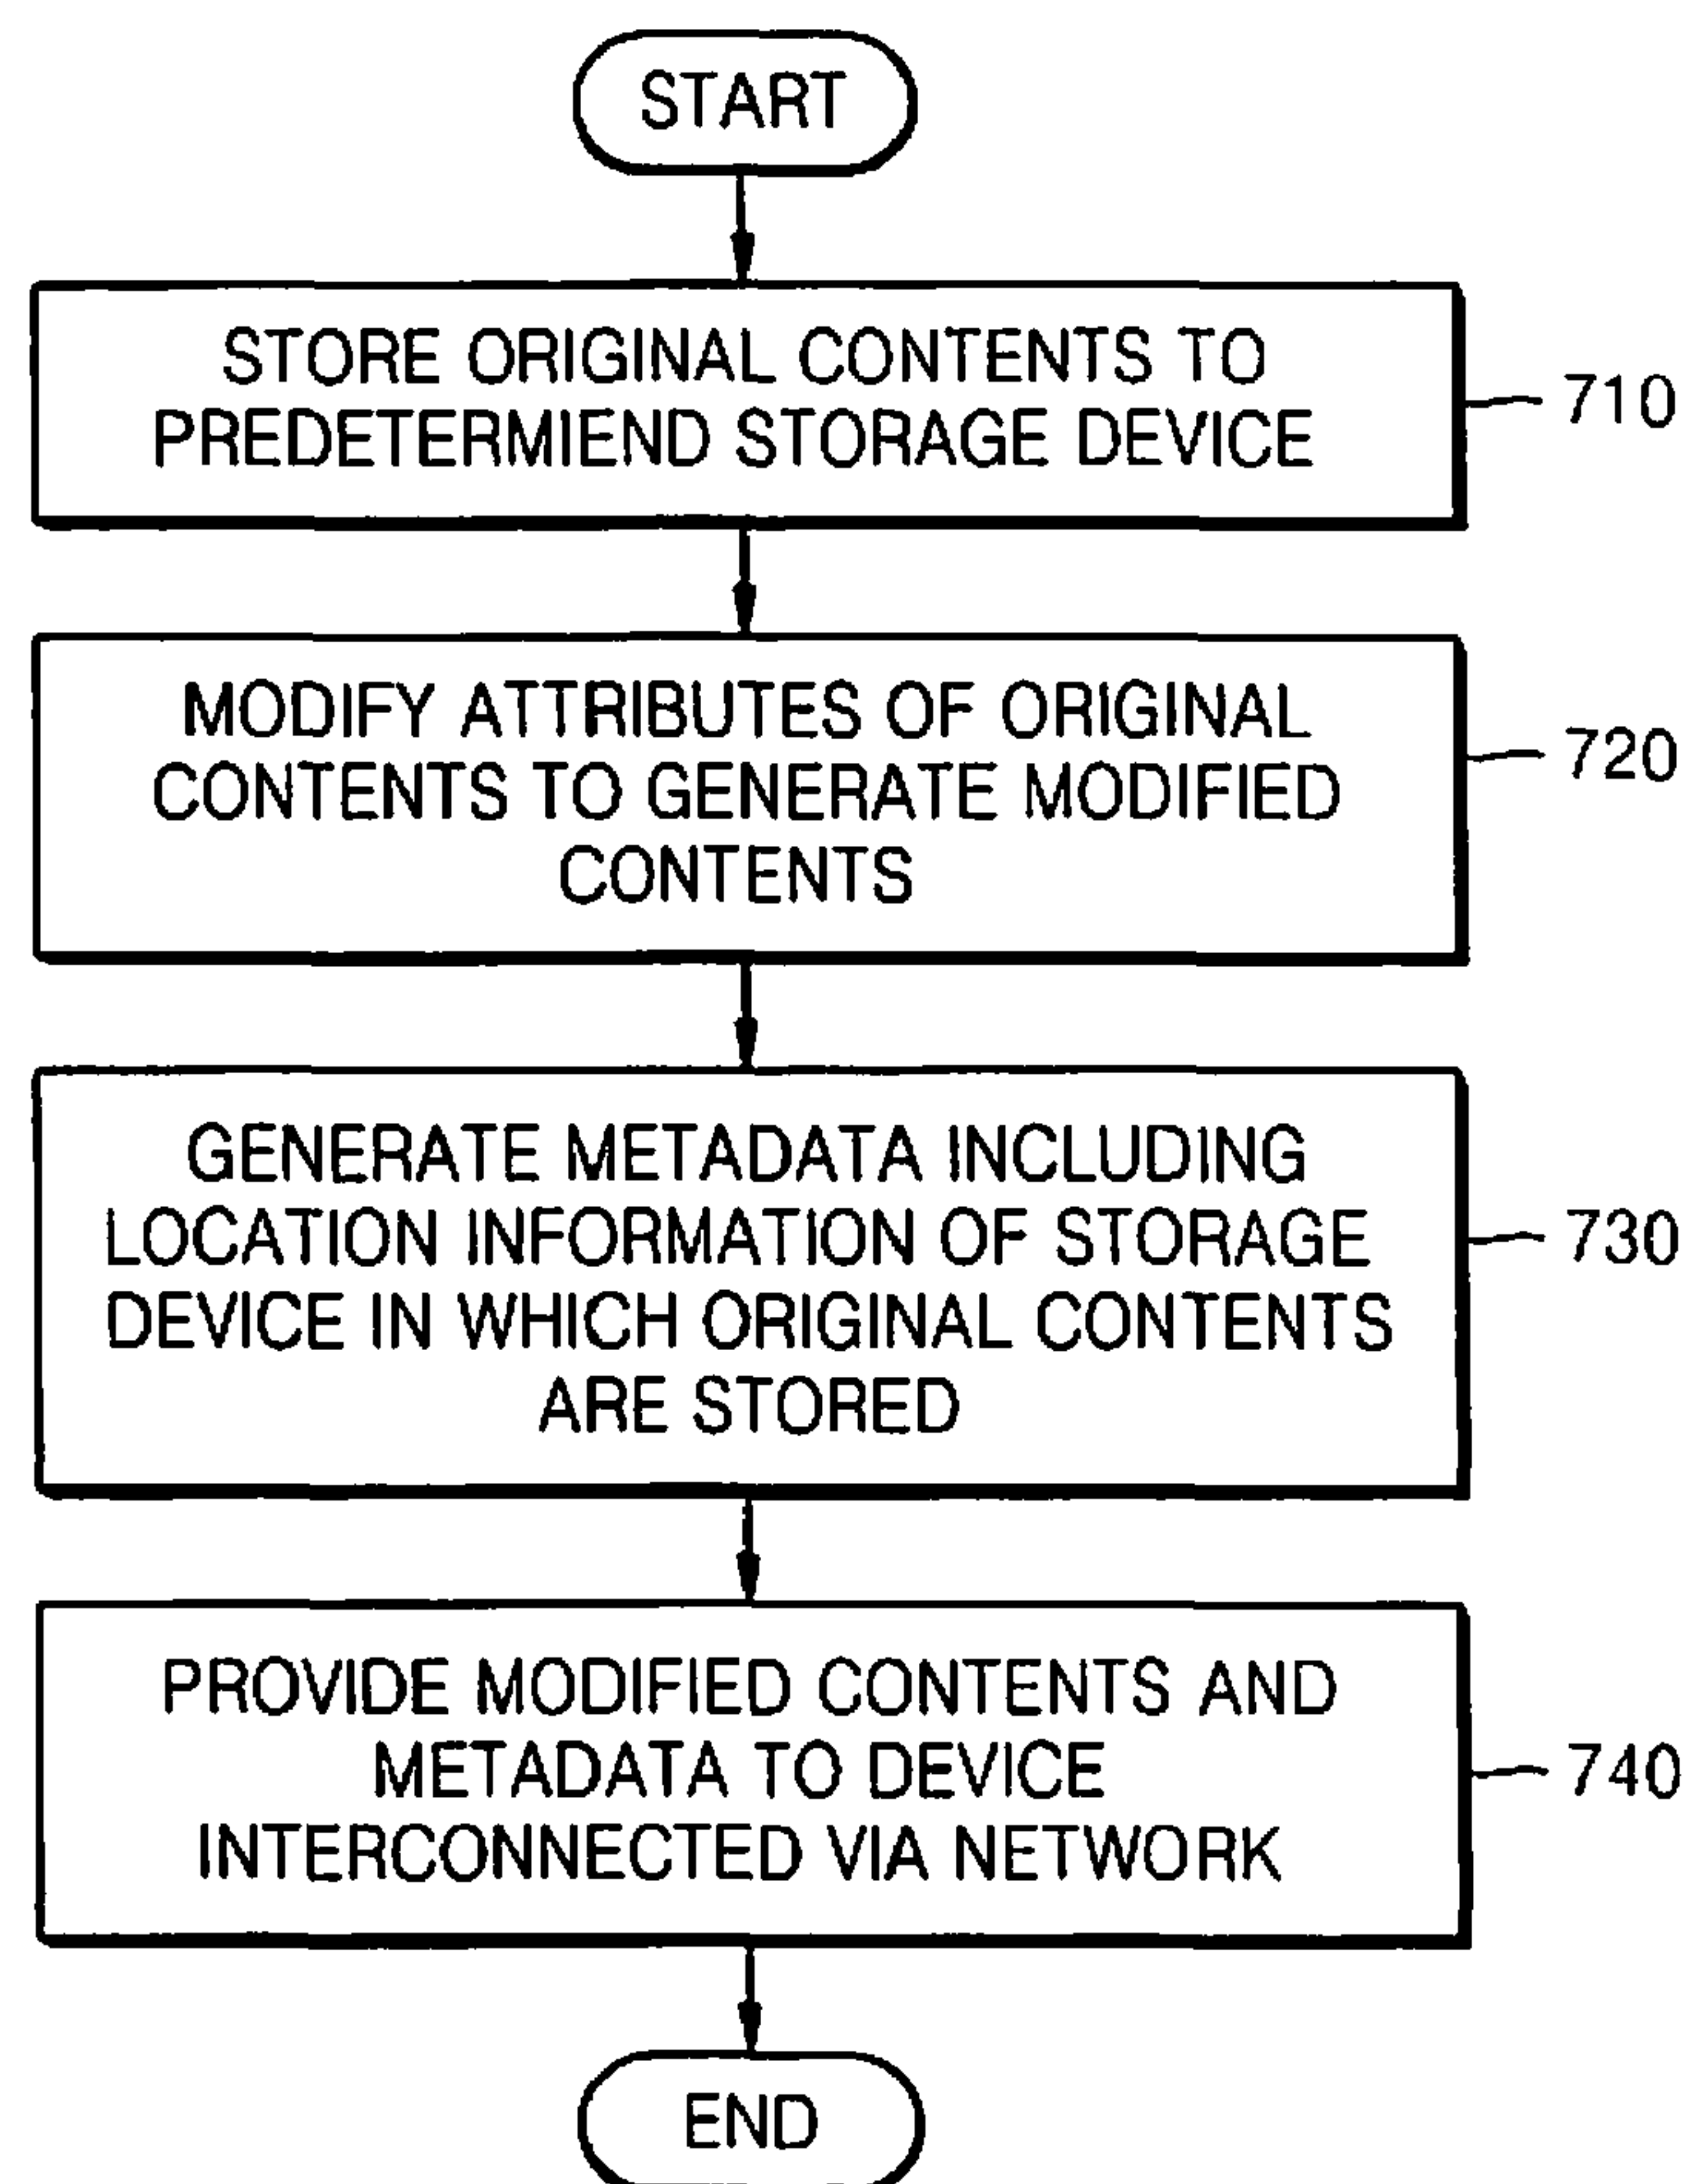 START
STORE ORIGINAL CONTENTS TO
PREDETERMIEND STORAGE DEVICE
710
MODIFY ATTRIBUTES OF ORIGINAL
CONTENTS TO GENERATE MODIFIED
CONTENTS
720
GENERATE METADATA INCLUDING
LOCATION INFORMATION OF STORAGE
DEVICE IN WHICH ORIGINAL CONTENTS
ARE STORED
730
PROVIDE MODIFIED CONTENTS AND
METADATA TO DEVICE
INTERCONNECTED VIA NETWORK
740
END